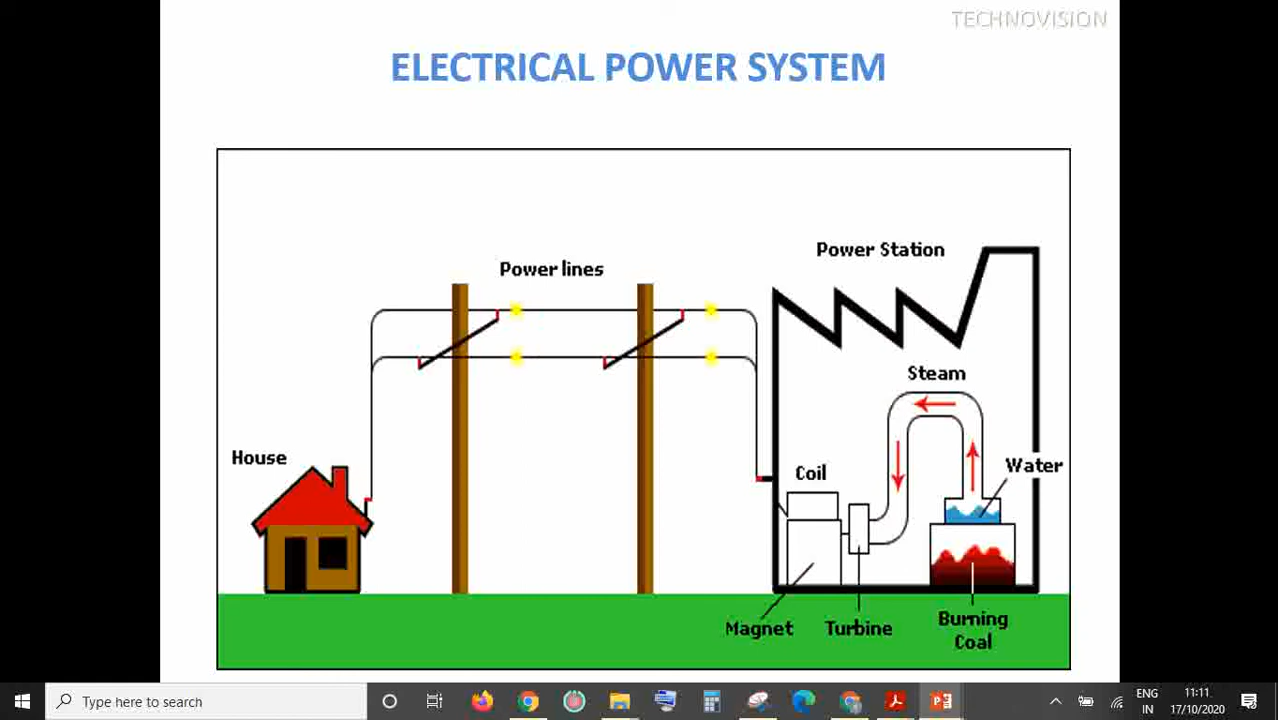 TECHNOVISION
ELECTRICAL POWER SYSTEM
Power Station
Power lines
Steam
House
Coil
Water
Magnet
Turbine
Burning
Coal
Type here to search
ENG
IN
11:11
17/10/2020